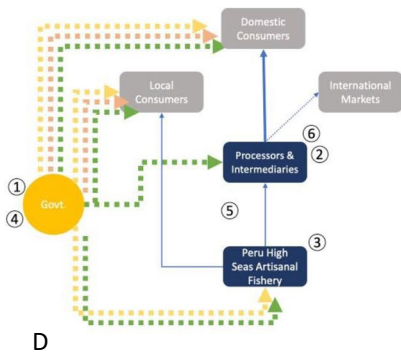 Domestic
Consumers
Local
Consumers
International
Markets
⑥
Processors &
Intermediaries
②
①
Govt.
④
⑤
③
Peru High
Seas Artisanal
Fishery
D